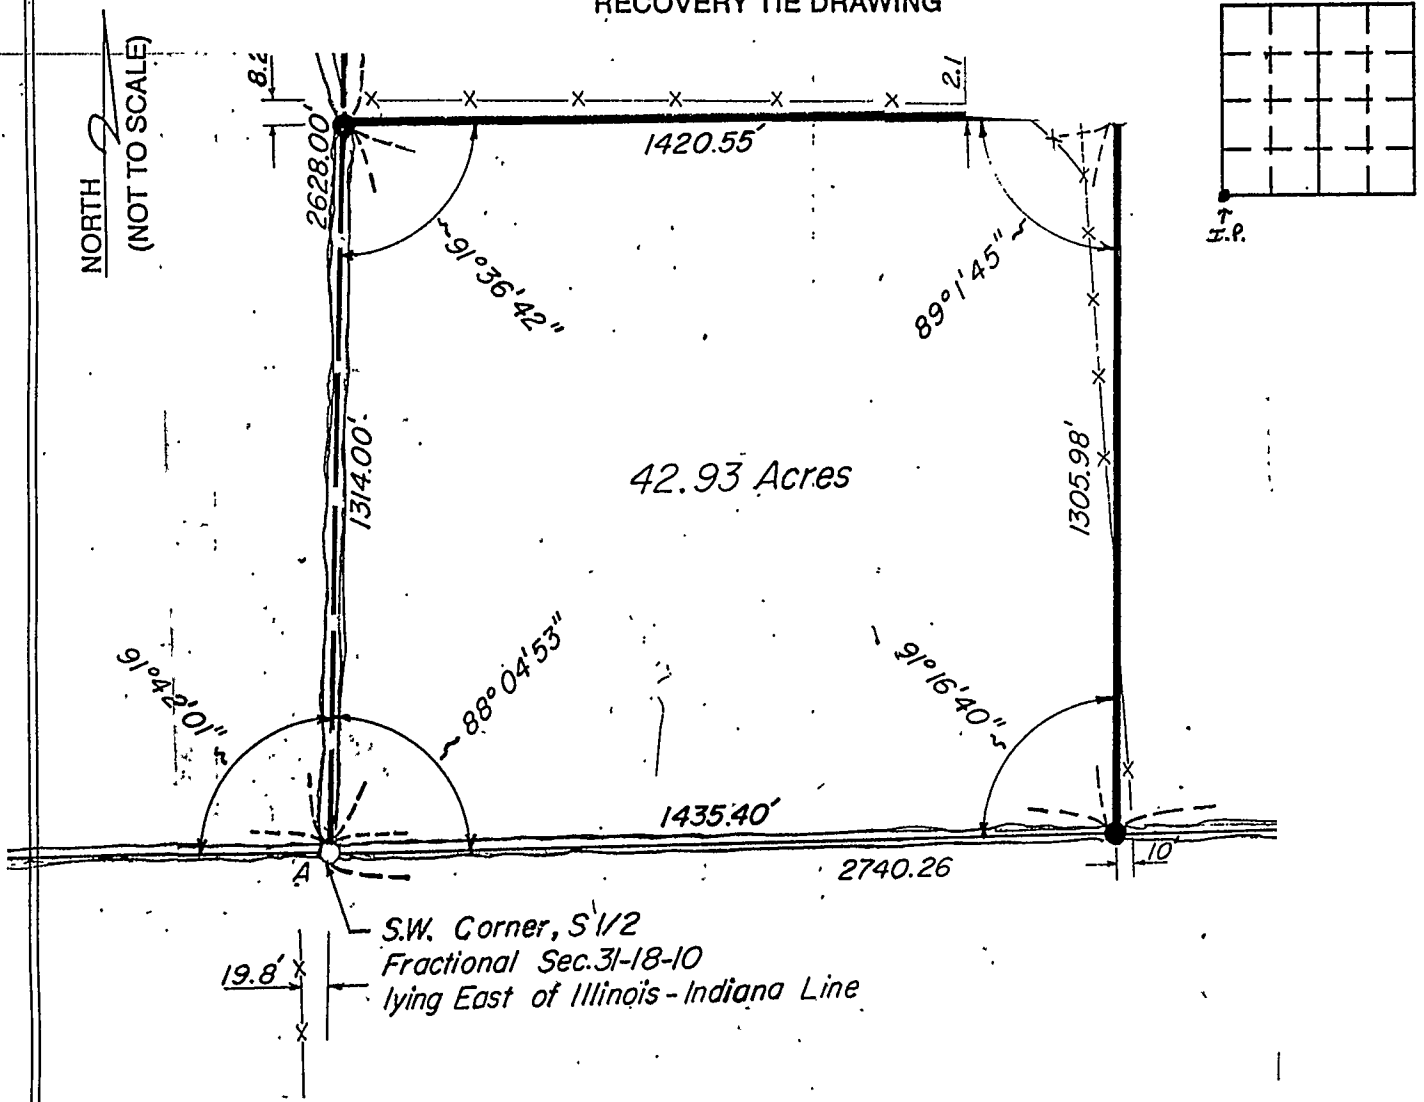 RECOVERY TIE DRAWING
NORTH
(NOT TO SCALE)
8.2
2.1
2628.00'
1420.55'
I.P.
91°36'42"
89°1'45"
1314.00'
42.93 Acres
1305.98'
91°42'01"
88°04'53"
91°16'40"
1435.40'
A
2740.26
10'
S.W. Corner, S 1/2
Fractional Sec. 31-18-10
lying East of Illinois-Indiana Line
19.8'